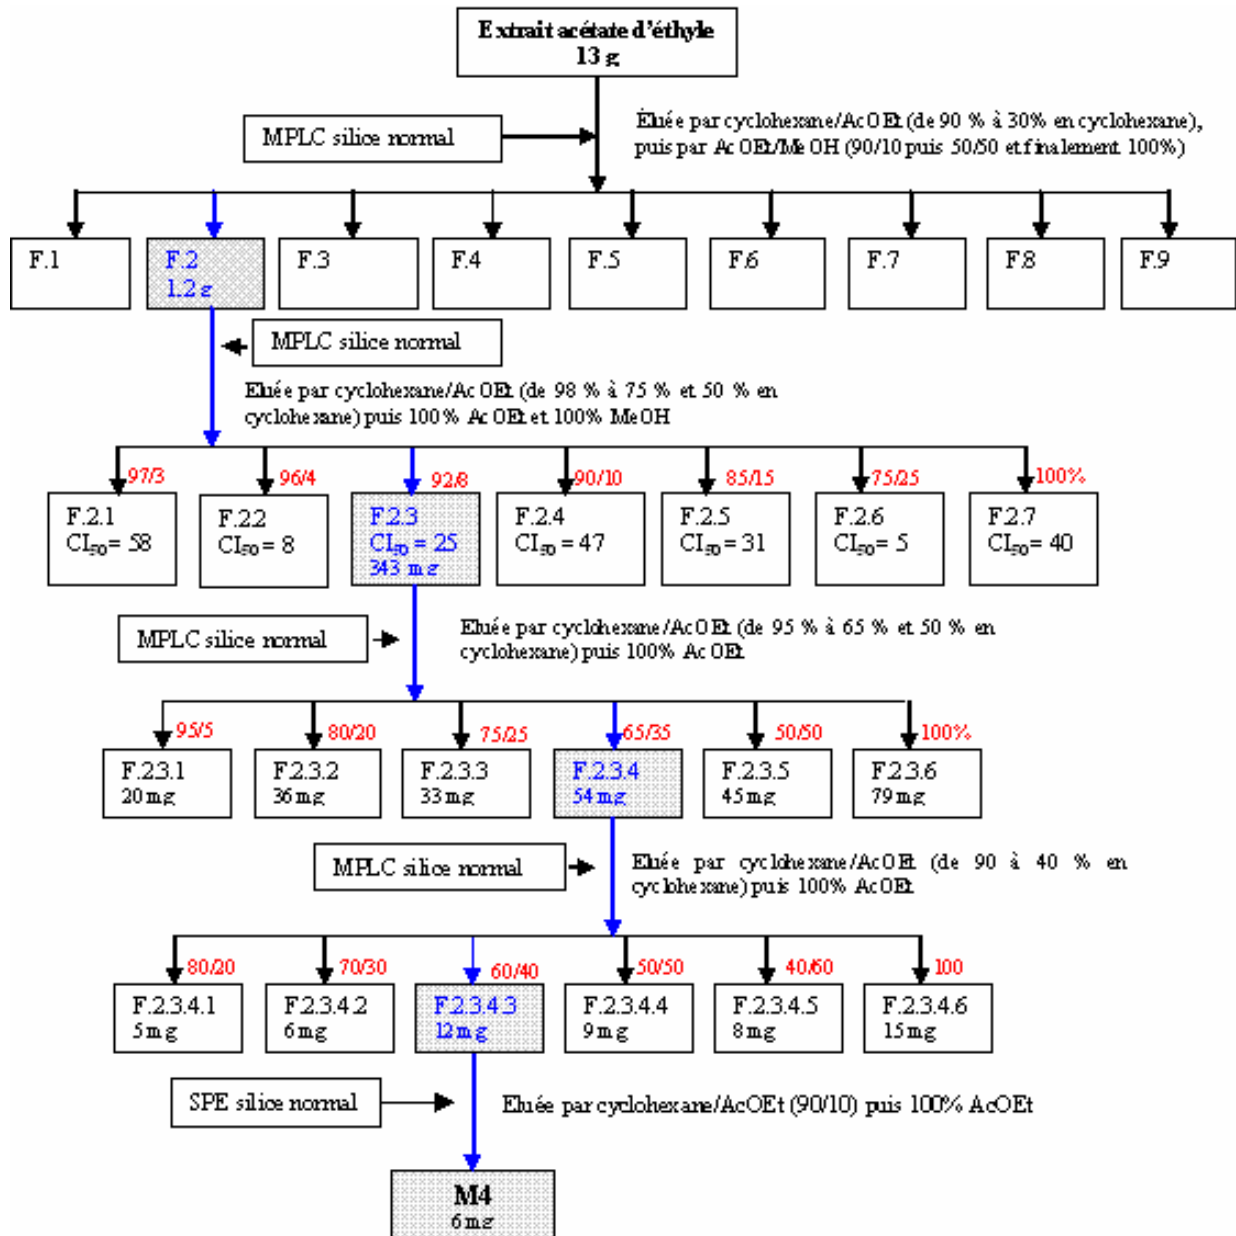 Extrait acétate d'éthyle
13 g
MPLC silice normal
Èluée par cyclohexane/AcOEt (de 90 % à 30% en cyclohexane),
puis par AcOEt/MeOH (90/10 puis 50/50 et finalement 100%)
F.1
F.2
1.2 g
F.3
F.4
F.5
F.6
F.7
F.8
F.9
MPLC silice normal
Eluée par cyclohexane/AcOEt (de 98 % à 75 % et 50 % en
cyclohexane) puis 100% AcOEt et 100% MeOH
97/3
96/4
92/8
90/10
85/15
75/25
100%
F.2.1
CI50 = 58
F.2.2
CI50 = 8
F.2.3
CI50 = 25
343 mg
F.2.4
CI50 = 47
F.2.5
CI50 = 31
F.2.6
CI50 = 5
F.2.7
CI50 = 40
MPLC silice normal
Eluée par cyclohexane/AcOEt (de 95 % à 65 % et 50 % en
cyclohexane) puis 100% AcOEt
95/5
80/20
75/25
65/35
50/50
100%
F.2.3.1
20 mg
F.2.3.2
36 mg
F.2.3.3
33 mg
F.2.3.4
54 mg
F.2.3.5
45 mg
F.2.3.6
79 mg
MPLC silice normal
Eluée par cyclohexane/AcOEt (de 90 à 40 % en
cyclohexane) puis 100% AcOEt
80/20
70/30
60/40
50/50
40/60
100
F.2.3.4.1
5 mg
F.2.3.4.2
6 mg
F.2.3.4.3
12 mg
F.2.3.4.4
9 mg
F.2.3.4.5
8 mg
F.2.3.4.6
15 mg
SPE silice normal
Eluée par cyclohexane/AcOEt (90/10) puis 100% AcOEt
M4
6 mg